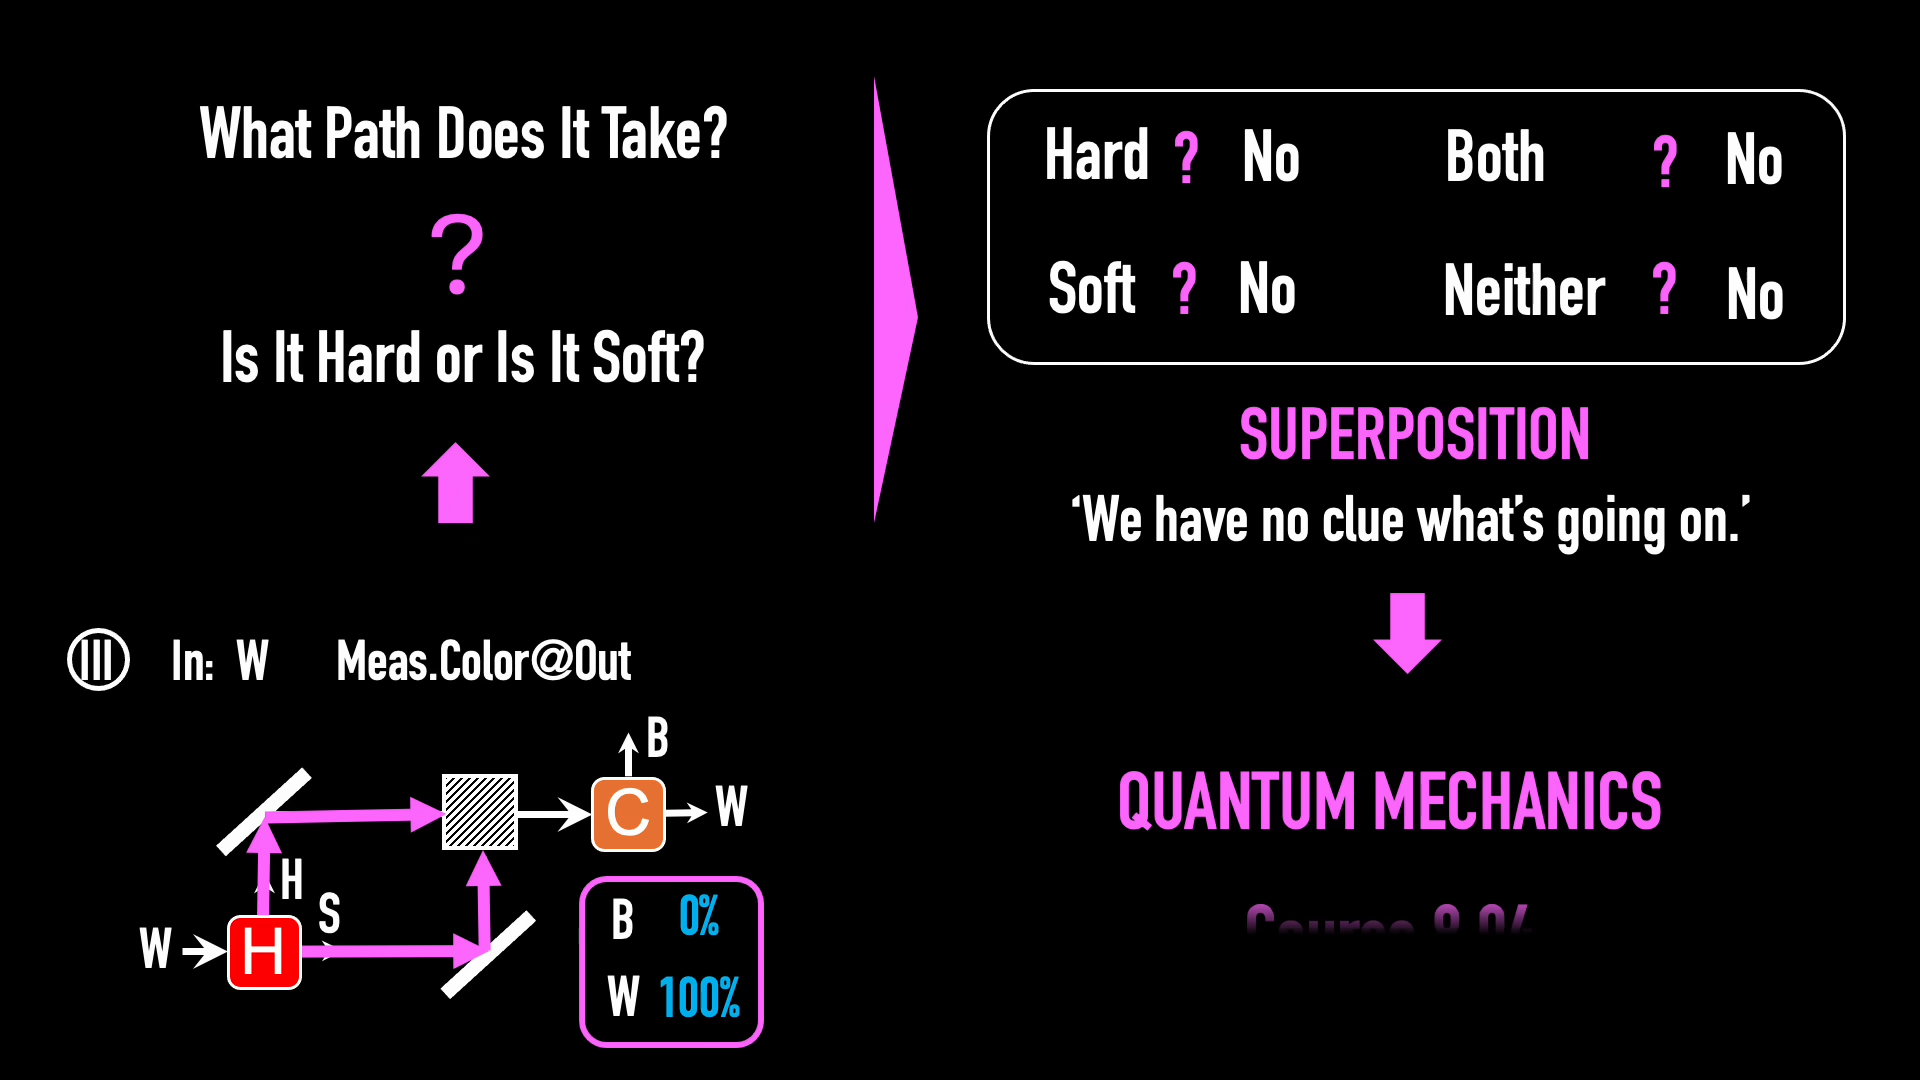 What Path Does It Take?
?
Is It Hard or Is It Soft?
Hard ? No Both ? No
Soft ? No Neither ? No
SUPERPOSITION
‘We have no clue what’s going on.’
QUANTUM MECHANICS
III In: W Meas.Color@Out
B
C W
H
S
W H
B 0%
W 100%